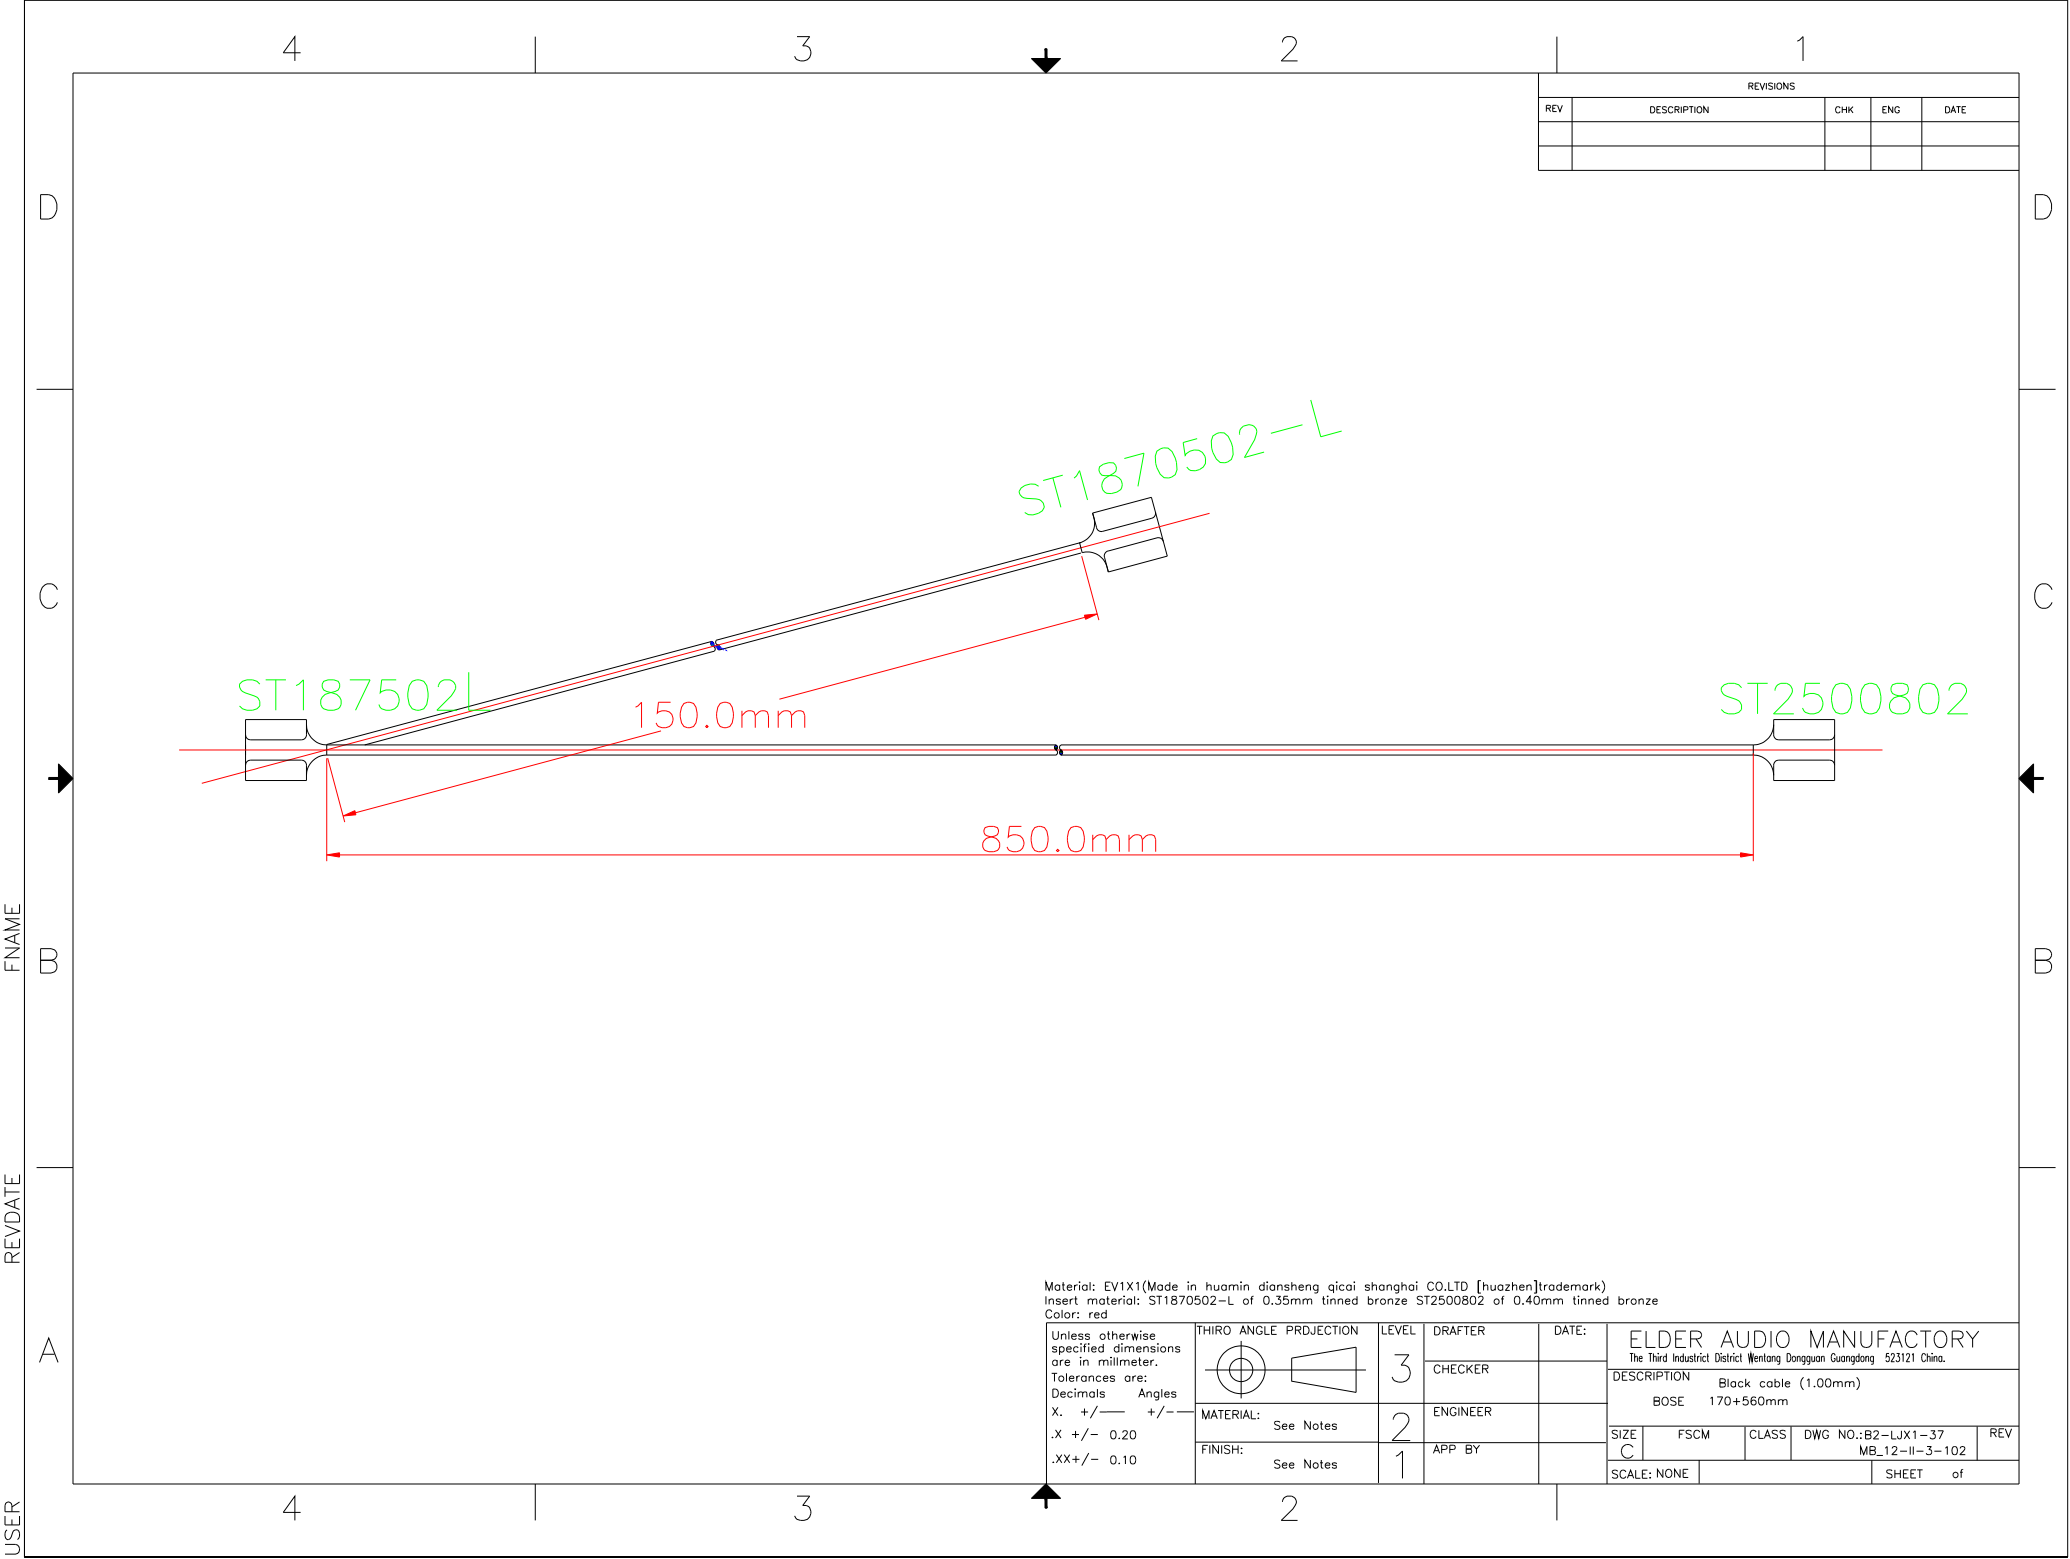 4 3 2 1
REVISIONS
REV DESCRIPTION CHK ENG DATE
D D
ST1870502-L
C C
ST187502L
150.0mm
ST2500802
850.0mm
FNAME
B B
REVDATE
Material: EV1X1(Made in huamin diansheng qicai shanghai CO.LTD [huazhen]trademark)
Insert material: ST1870502-L of 0.35mm tinned bronze ST2500802 of 0.40mm tinned bronze
Color: red
A
Unless otherwise
specified dimensions
are in millmeter.
Tolerances are:
Decimals Angles
X. +/—— +/-—
.X +/- 0.20
.XX+/- 0.10
THIRO ANGLE PRDJECTION
MATERIAL:
See Notes
FINISH:
See Notes
LEVEL
3
2
1
DRAFTER DATE:
CHECKER
ENGINEER
APP BY
ELDER AUDIO MANUFACTORY
The Third Industrict District Wentang Dongguan Guangdong 523121 China.
DESCRIPTION Black cable (1.00mm)
BOSE 170+560mm
SIZE FSCM CLASS DWG NO.:B2-LJX1-37 REV
C MB_12-II-3-102
SCALE: NONE SHEET of
4 3 2
USER